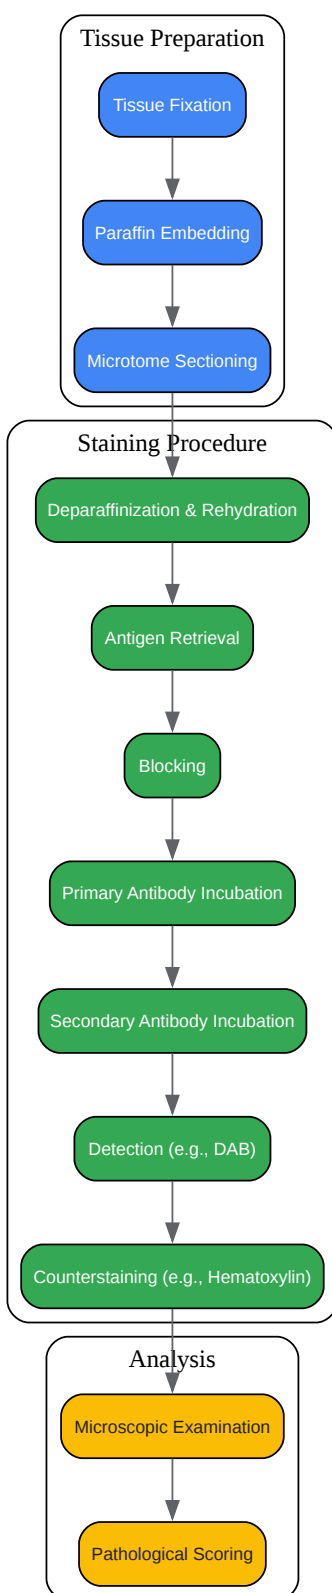 Tissue Preparation
Tissue Fixation
Paraffin Embedding
Microtome Sectioning
Staining Procedure
Deparaffinization & Rehydration
Antigen Retrieval
Blocking
Primary Antibody Incubation
Secondary Antibody Incubation
Detection (e.g., DAB)
Counterstaining (e.g., Hematoxylin)
Analysis
Microscopic Examination
Pathological Scoring